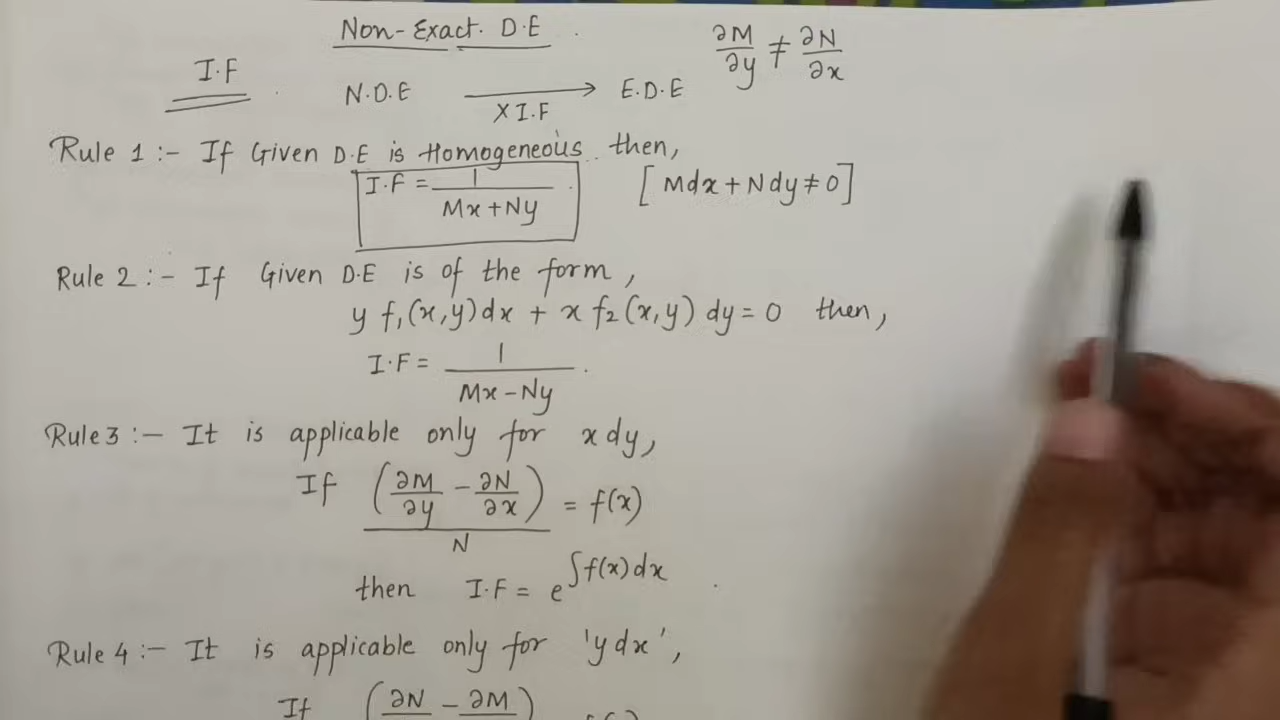 Non-Exact. D.E.
∂M/∂y ≠ ∂N/∂x
I.F
N.D.E ⟶ E.D.E
X I.F
Rule 1 :- If Given D.E is Homogeneous then,
I.F = 1/(Mx + Ny) [Mdx + Ndy ≠ 0]
Rule 2 :- If Given D.E is of the form,
y f₁(x,y)dx + x f₂(x,y) dy = 0 then,
I.F = 1/(Mx - Ny).
Rule 3 :- It is applicable only for x dy,
If (∂M/∂y - ∂N/∂x)/N = f(x)
then I.F = e^∫f(x)dx
Rule 4 :- It is applicable only for 'y dx',
If (∂N - ∂M)